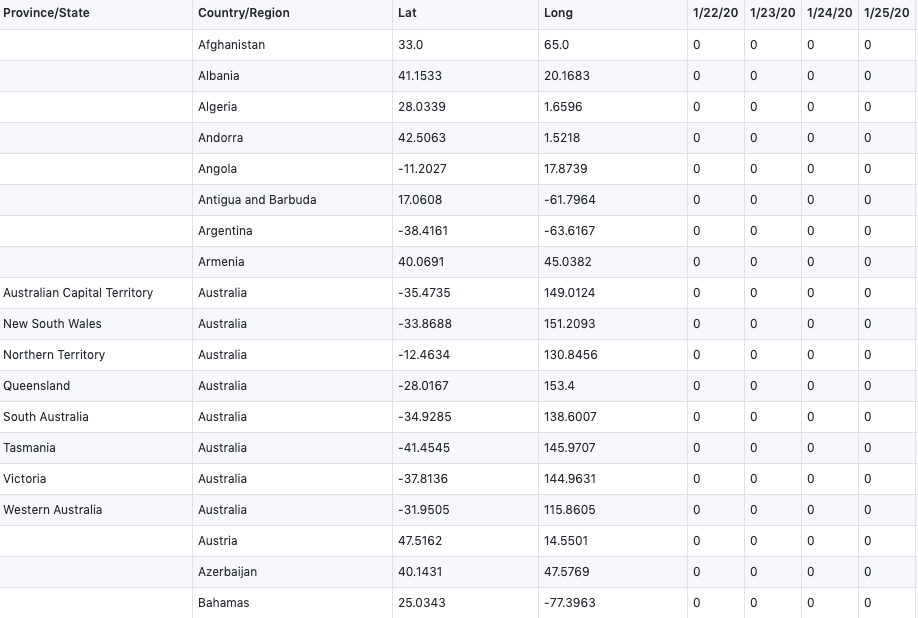 Province/State Country/Region Lat Long 1/22/20 1/23/20 1/24/20 1/25/20
Afghanistan 33.0 65.0 0 0 0 0
Albania 41.1533 20.1683 0 0 0 0
Algeria 28.0339 1.6596 0 0 0 0
Andorra 42.5063 1.5218 0 0 0 0
Angola -11.2027 17.8739 0 0 0 0
Antigua and Barbuda 17.0608 -61.7964 0 0 0 0
Argentina -38.4161 -63.6167 0 0 0 0
Armenia 40.0691 45.0382 0 0 0 0
Australian Capital Territory Australia -35.4735 149.0124 0 0 0 0
New South Wales Australia -33.8688 151.2093 0 0 0 0
Northern Territory Australia -12.4634 130.8456 0 0 0 0
Queensland Australia -28.0167 153.4 0 0 0 0
South Australia Australia -34.9285 138.6007 0 0 0 0
Tasmania Australia -41.4545 145.9707 0 0 0 0
Victoria Australia -37.8136 144.9631 0 0 0 0
Western Australia Australia -31.9505 115.8605 0 0 0 0
Austria 47.5162 14.5501 0 0 0 0
Azerbaijan 40.1431 47.5769 0 0 0 0
Bahamas 25.0343 -77.3963 0 0 0 0